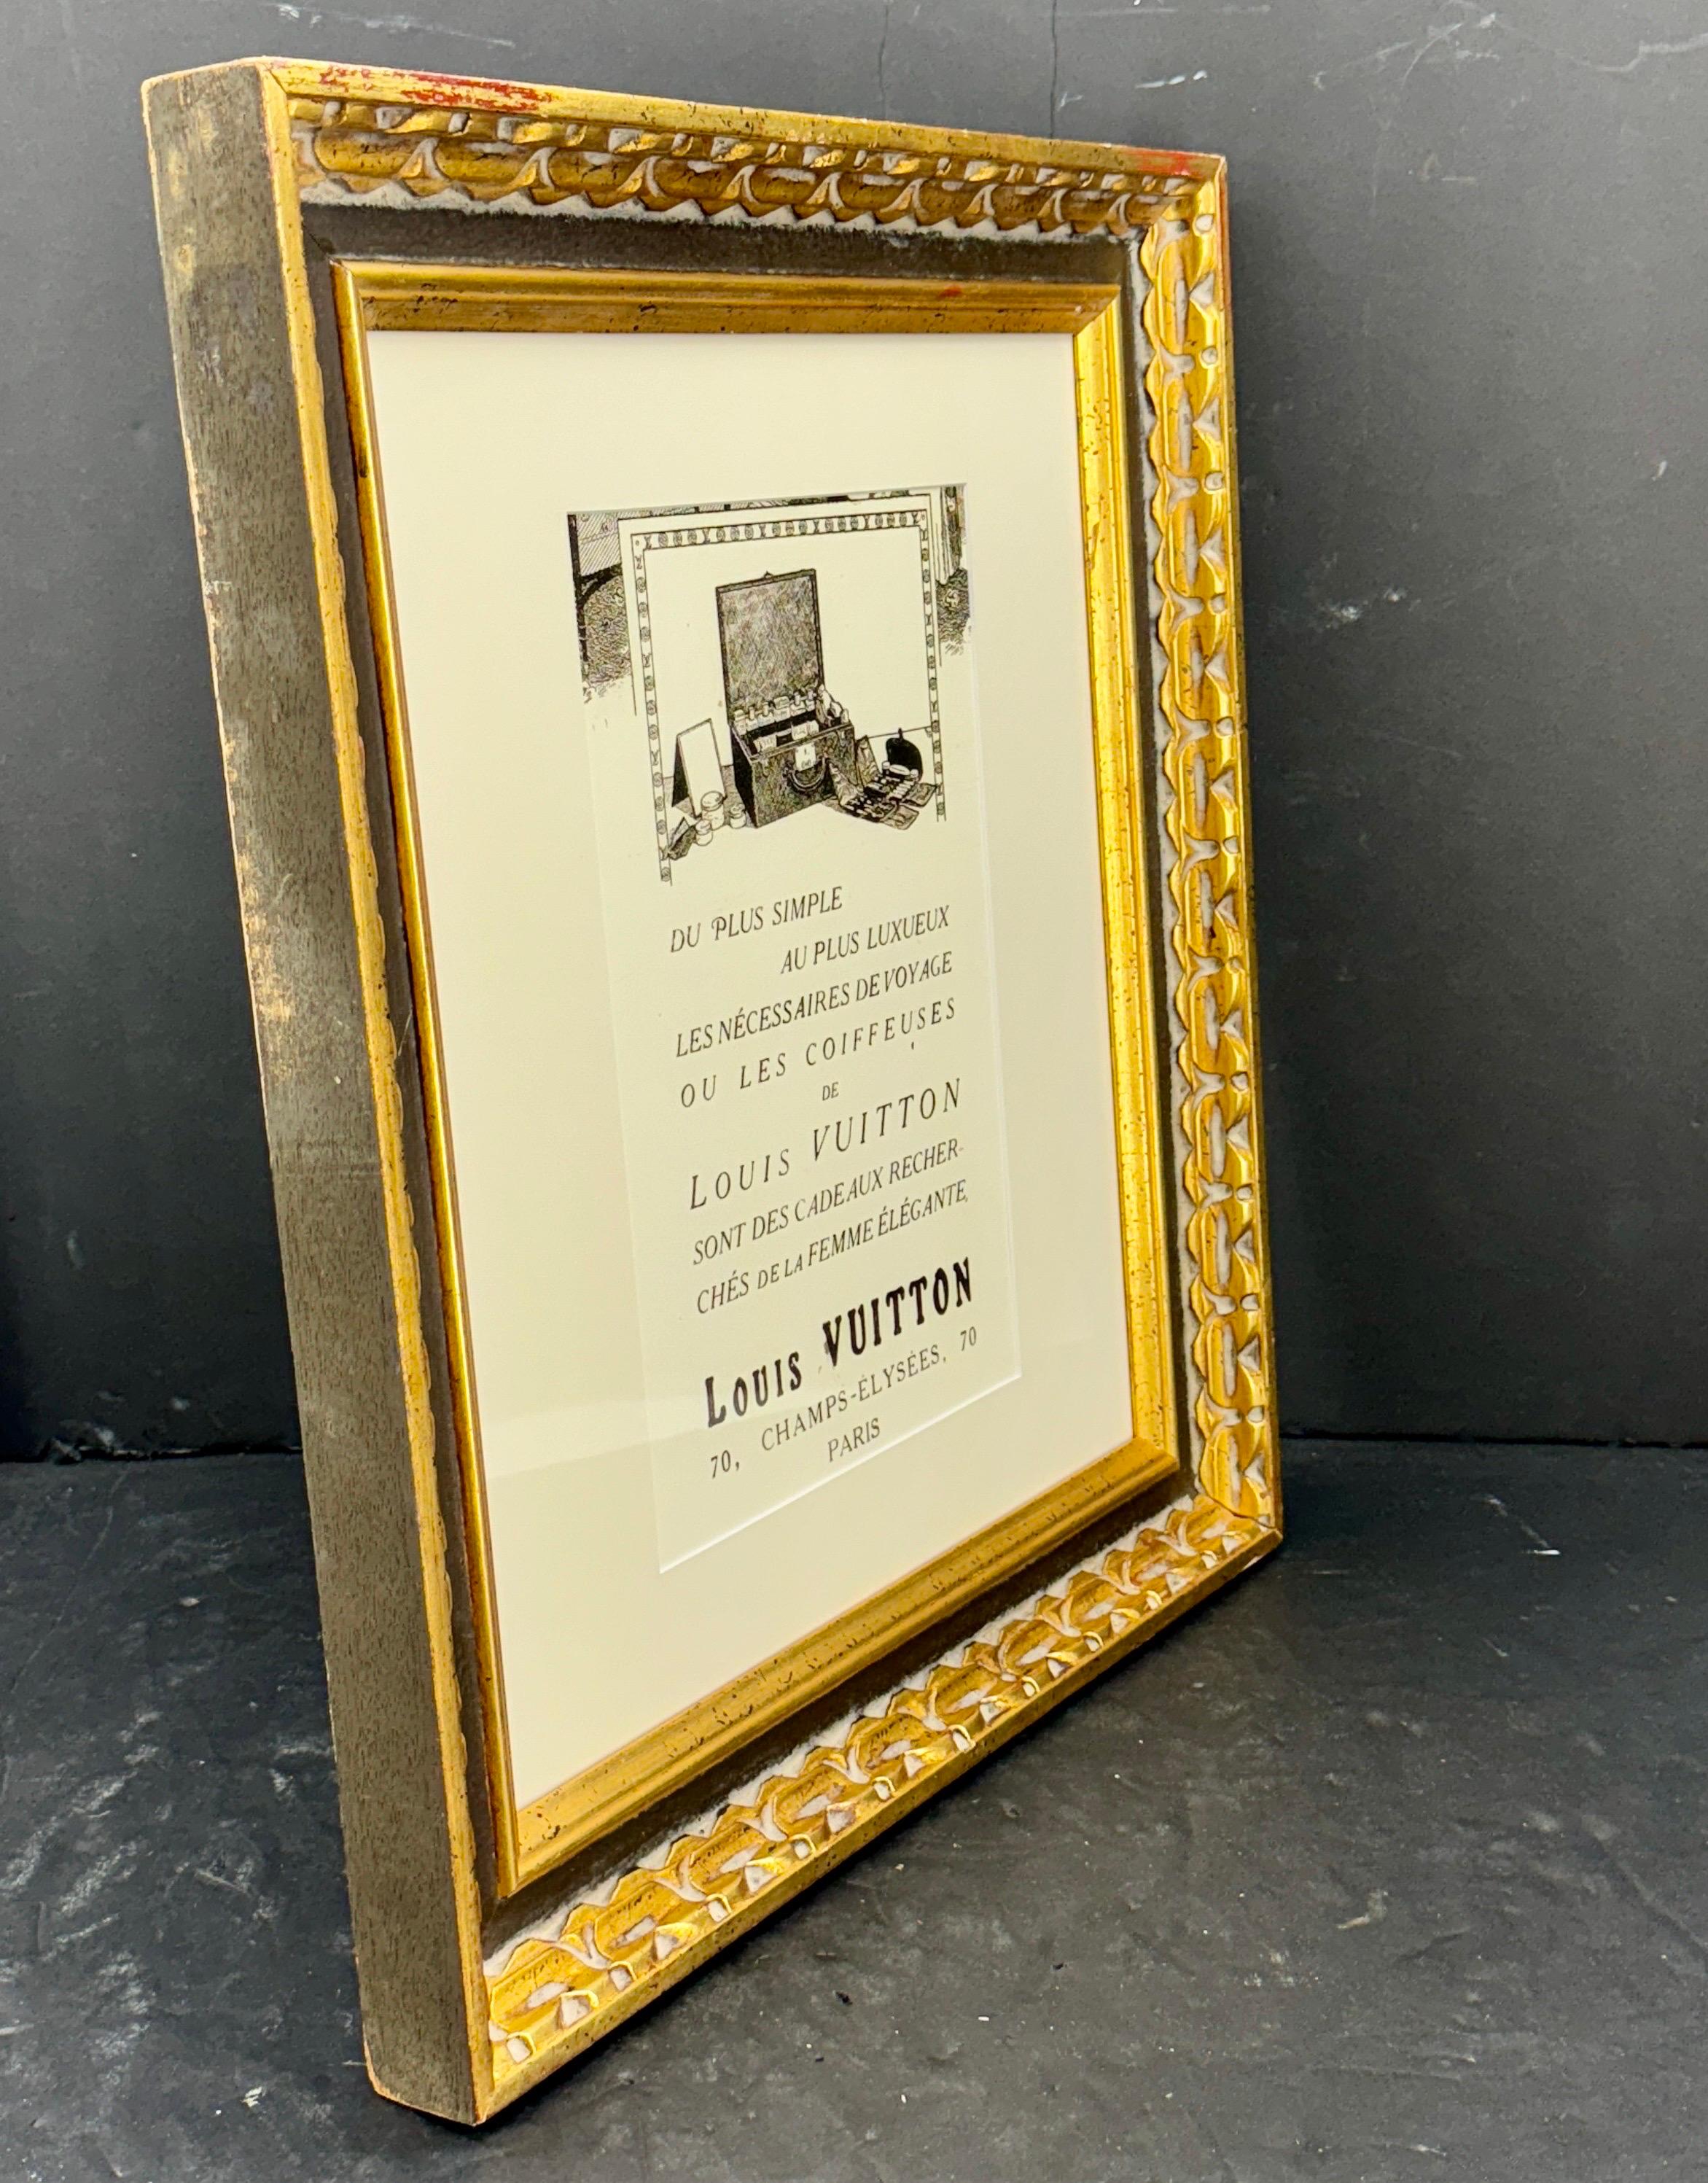 DU PLUS SIMPLE
AU PLUS LUXUEUX
LES NÉCESSAIRES DE VOYAGE
OU LES COIFFEUSES
DE
LOUIS VUITTON
SONT DES CADEAUX RECHER-
CHÉS DE LA FEMME ÉLÉGANTE,
LOUIS VUITTON
70, CHAMPS-ÉLYSÉES, 70
PARIS